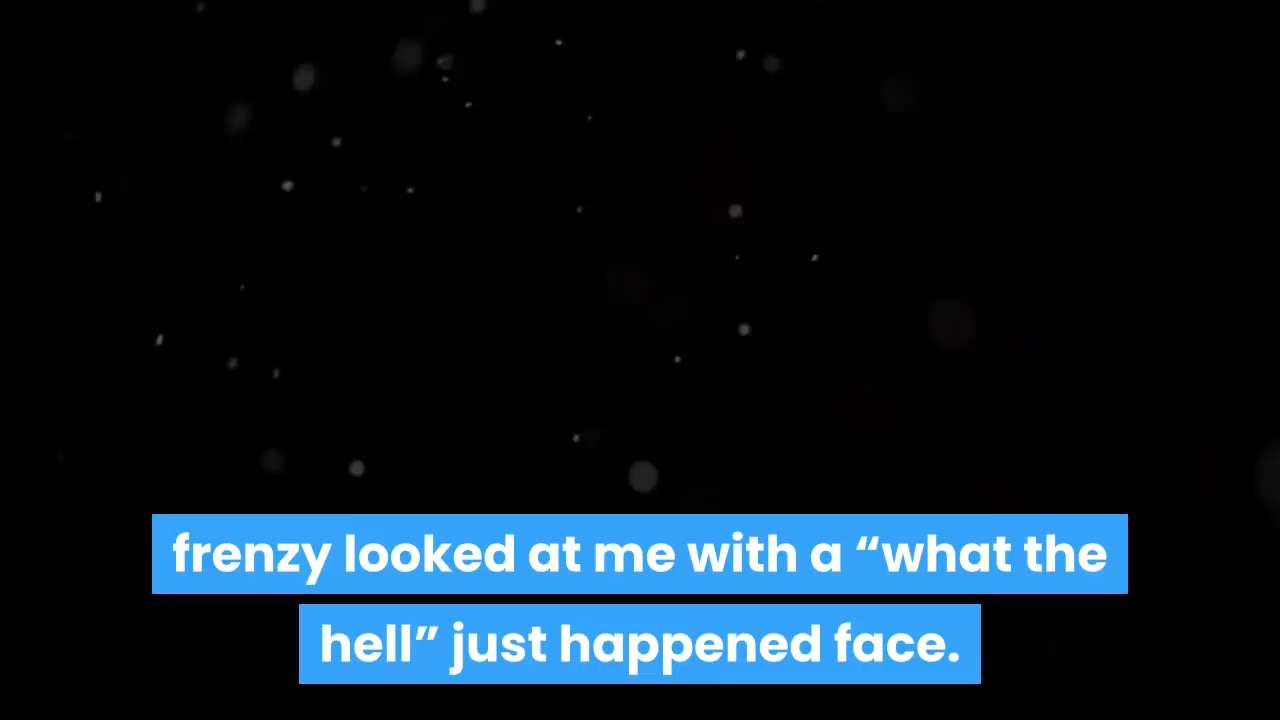 frenzy looked at me with a “what the
hell” just happened face.